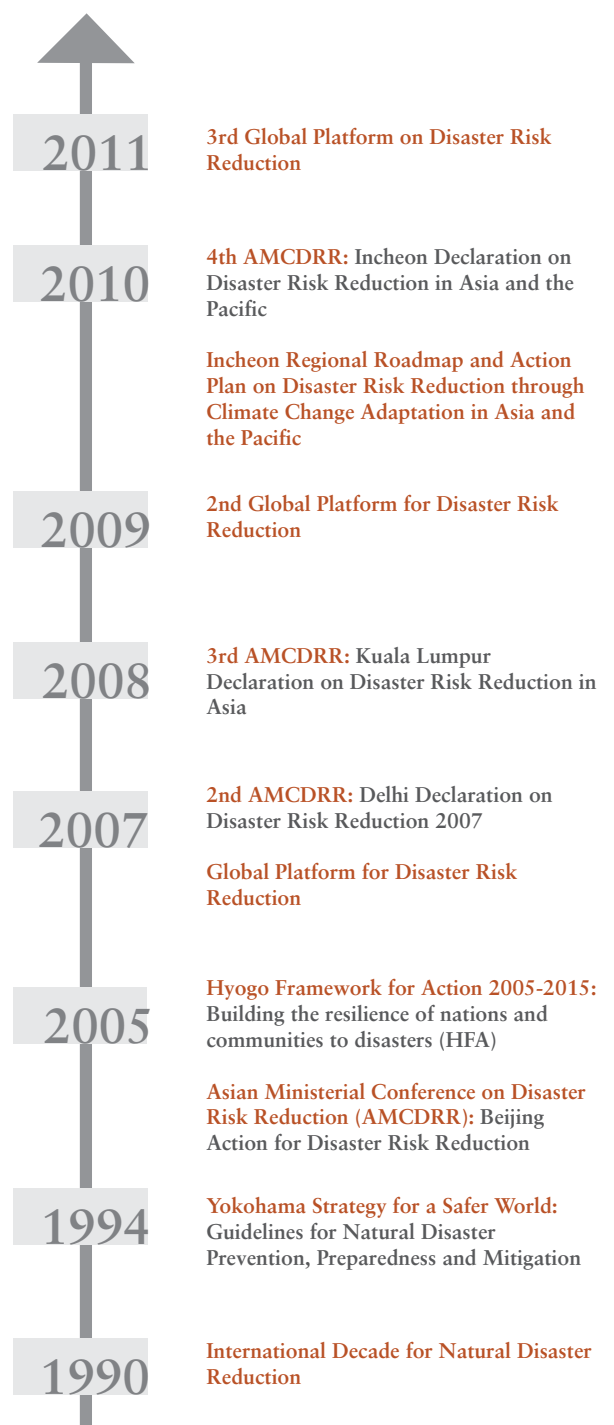 2011
3rd Global Platform on Disaster Risk
Reduction
2010
4th AMCDRR: Incheon Declaration on
Disaster Risk Reduction in Asia and the
Pacific
Incheon Regional Roadmap and Action
Plan on Disaster Risk Reduction through
Climate Change Adaptation in Asia and
the Pacific
2009
2nd Global Platform for Disaster Risk
Reduction
2008
3rd AMCDRR: Kuala Lumpur
Declaration on Disaster Risk Reduction in
Asia
2007
2nd AMCDRR: Delhi Declaration on
Disaster Risk Reduction 2007
Global Platform for Disaster Risk
Reduction
2005
Hyogo Framework for Action 2005-2015:
Building the resilience of nations and
communities to disasters (HFA)
Asian Ministerial Conference on Disaster
Risk Reduction (AMCDRR): Beijing
Action for Disaster Risk Reduction
1994
Yokohama Strategy for a Safer World:
Guidelines for Natural Disaster
Prevention, Preparedness and Mitigation
1990
International Decade for Natural Disaster
Reduction